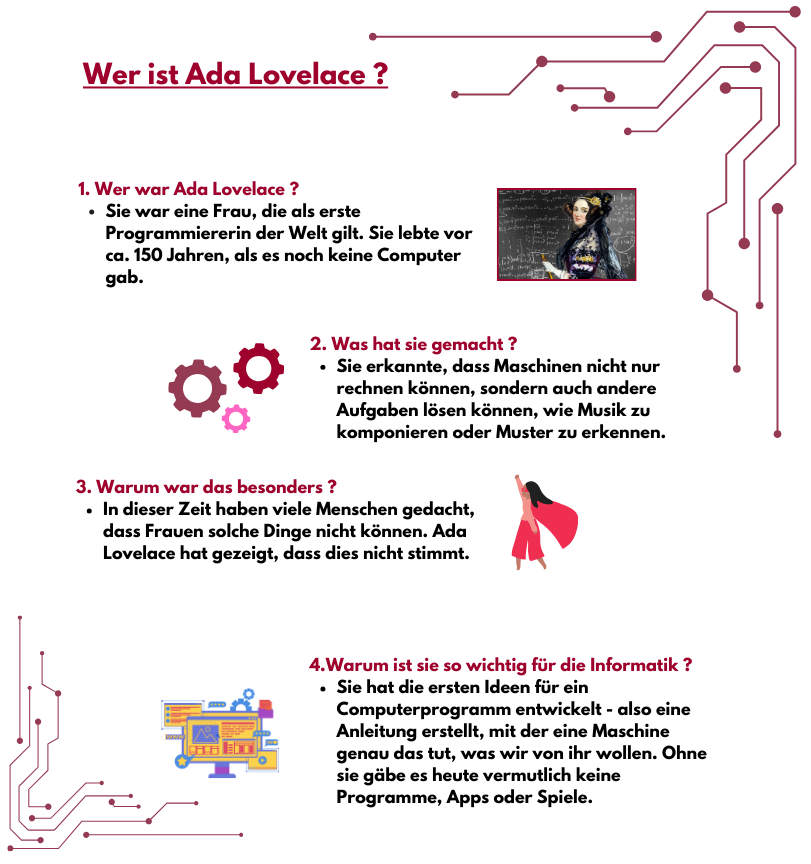 Wer ist Ada Lovelace ?
1. Wer war Ada Lovelace ?
• Sie war eine Frau, die als erste
Programmiererin der Welt gilt. Sie lebte vor
ca. 150 Jahren, als es noch keine Computer
gab.
2. Was hat sie gemacht ?
• Sie erkannte, dass Maschinen nicht nur
rechnen können, sondern auch andere
Aufgaben lösen können, wie Musik zu
komponieren oder Muster zu erkennen.
3. Warum war das besonders ?
• In dieser Zeit haben viele Menschen gedacht,
dass Frauen solche Dinge nicht können. Ada
Lovelace hat gezeigt, dass dies nicht stimmt.
4.Warum ist sie so wichtig für die Informatik ?
• Sie hat die ersten Ideen für ein
Computerprogramm entwickelt - also eine
Anleitung erstellt, mit der eine Maschine
genau das tut, was wir von ihr wollen. Ohne
sie gäbe es heute vermutlich keine
Programme, Apps oder Spiele.